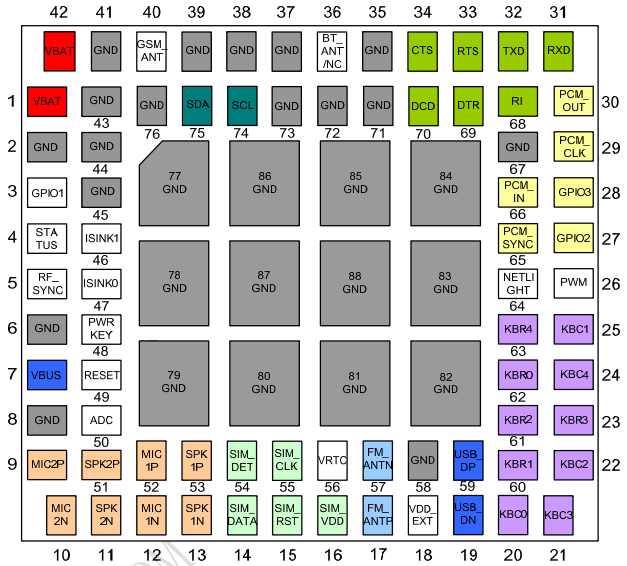 42 41 40 39 38 37 36 35 34 33 32 31
VBAT GND GSM_ANT GND GND GND BT_ANT/NC GND CTS RTS TXD RXD
1 VBAT GND GND SDA SCL GND GND GND DCD DTR RI PCM_OUT 30
43 76 75 74 73 72 71 70 69 68
2 GND GND GND PCM_CLK 29
44 67
77 GND 86 GND 85 GND 84 GND
3 GPIO1 GND PCM_IN GPIO3 28
45 66
4 STATUS ISINK1 PCM_SYNC GPIO2 27
46 65
78 GND 87 GND 88 GND 83 GND
5 RF_SYNC ISINK0 NETLIGHT PWM 26
47 64
6 GND PWRKEY KBR4 KBC1 25
48 63
7 VBUS RESET KBR0 KBC4 24
79 GND 80 GND 81 GND 82 GND
49 62
8 GND ADC KBR2 KBR3 23
50 61
9 MIC2P SPK2P MIC1P SPK1P SIM_DET SIM_CLK VRTC FM_ANTN GND USB_DP KBR1 KBC2 22
51 52 53 54 55 56 57 58 59 60
MIC2N SPK2N MIC1N SPK1N SIM_DATA SIM_RST SIM_VDD FM_ANTP VDD_EXT USB_DN KBC0 KBC3
10 11 12 13 14 15 16 17 18 19 20 21